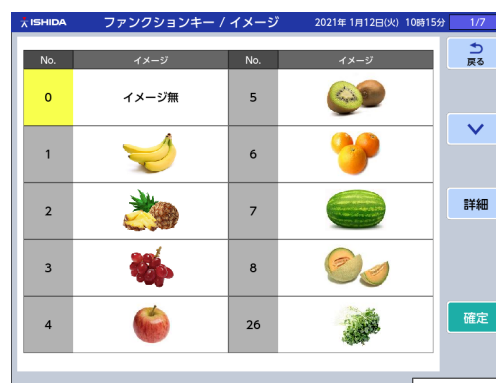 ISHIDA ファンクションキー / イメージ 2021年 1月12日(火) 10時15分 1/7
戻る
No. イメージ No. イメージ
0 イメージ無 5
1 6
2 7
詳細
3 8
4 26
確定